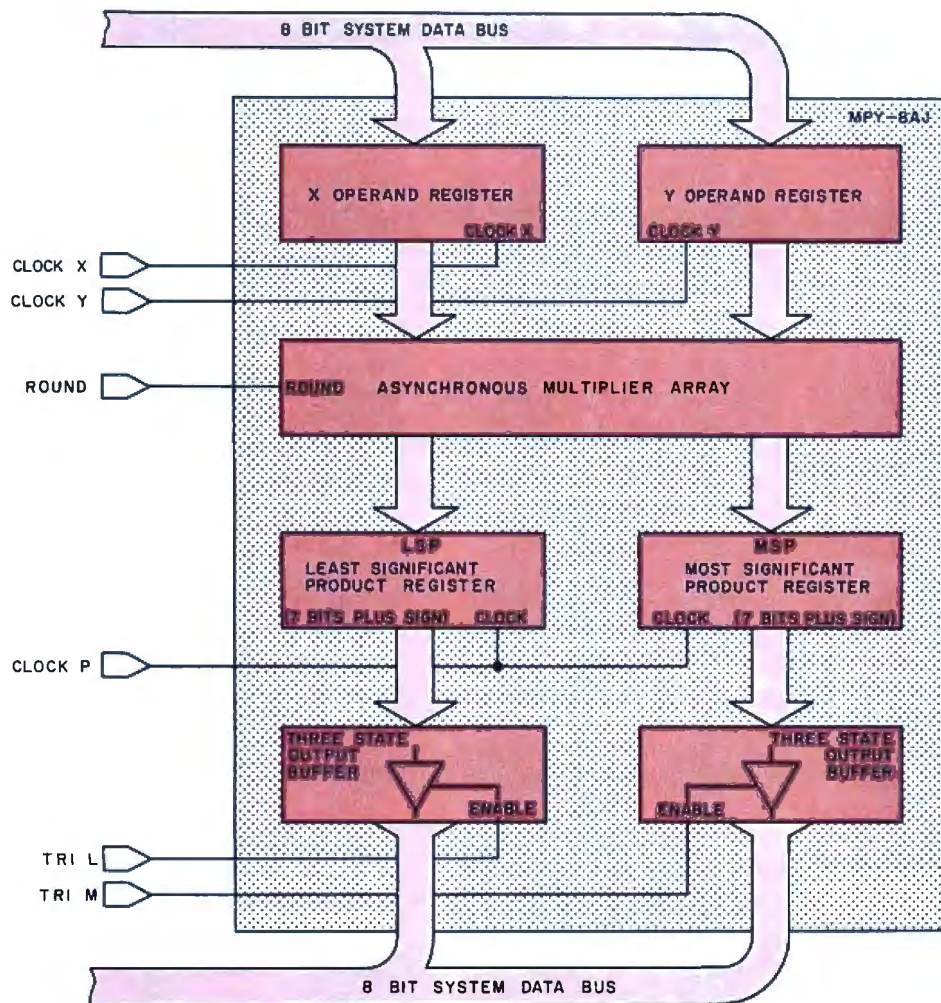 8 BIT SYSTEM DATA BUS
MPY-8AJ
X OPERAND REGISTER
CLOCK X
Y OPERAND REGISTER
CLOCK Y
CLOCK X
CLOCK Y
ROUND
ROUND
ASYNCHRONOUS MULTIPLIER ARRAY
LSP
LEAST SIGNIFICANT
PRODUCT REGISTER
(7 BITS PLUS SIGN) CLOCK
MSP
MOST SIGNIFICANT
PRODUCT REGISTER
CLOCK (7 BITS PLUS SIGN)
CLOCK P
THREE STATE
OUTPUT
BUFFER
ENABLE
THREE STATE
OUTPUT
BUFFER
ENABLE
TRI L
TRI M
8 BIT SYSTEM DATA BUS